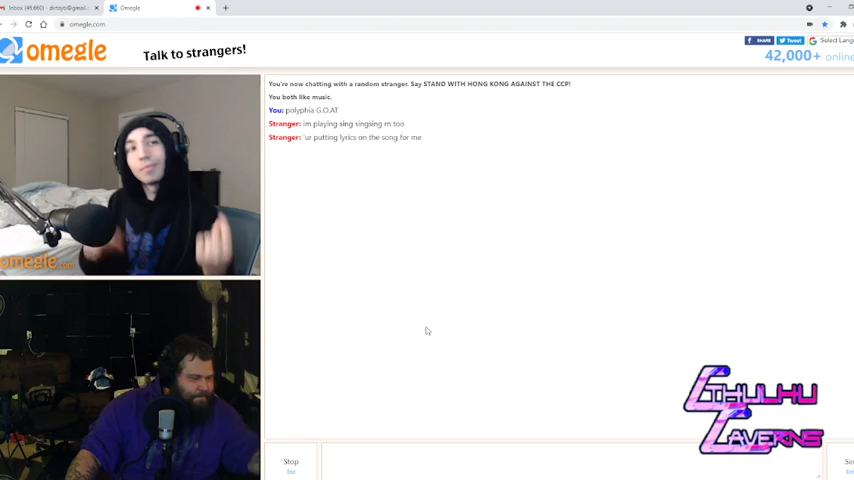 Inbox (46,660) - dirtayb@gmail.c
Omegle
omegle.com
omegle
Talk to strangers!
SHARE
Tweet
Select Lang
42,000+ online
You're now chatting with a random stranger. Say STAND WITH HONG KONG AGAINST THE CCP!
You both like music.
You: polyphia G.O.AT
Stranger: im playing sing singsing rn too
Stranger: 'ur putting lyrics on the song for me
omegle.com
CTHULHU
CAVERNS
Stop
Esc